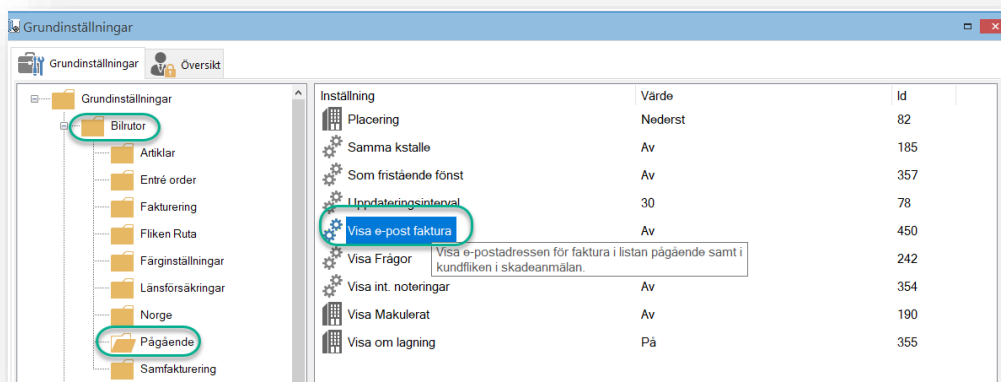 Grundinställningar
Grundinställningar Översikt
Grundinställningar
Bilrutor
Artiklar
Entré order
Fakturering
Fliken Ruta
Färginställningar
Länsförsäkringar
Norge
Pågående
Samfakturering
Inställning Värde Id
Placering Nederst 82
Samma kstalle Av 185
Som fristående fönst Av 357
Uppdateringsinterval 30 78
Visa e-post faktura Av 450
Visa Frågor 242
Visa e-postadressen för faktura i listan pågående samt i
kundfliken i skadeanmälan.
Visa int. noteringar Av 354
Visa Makulerat Av 190
Visa om lagning På 355